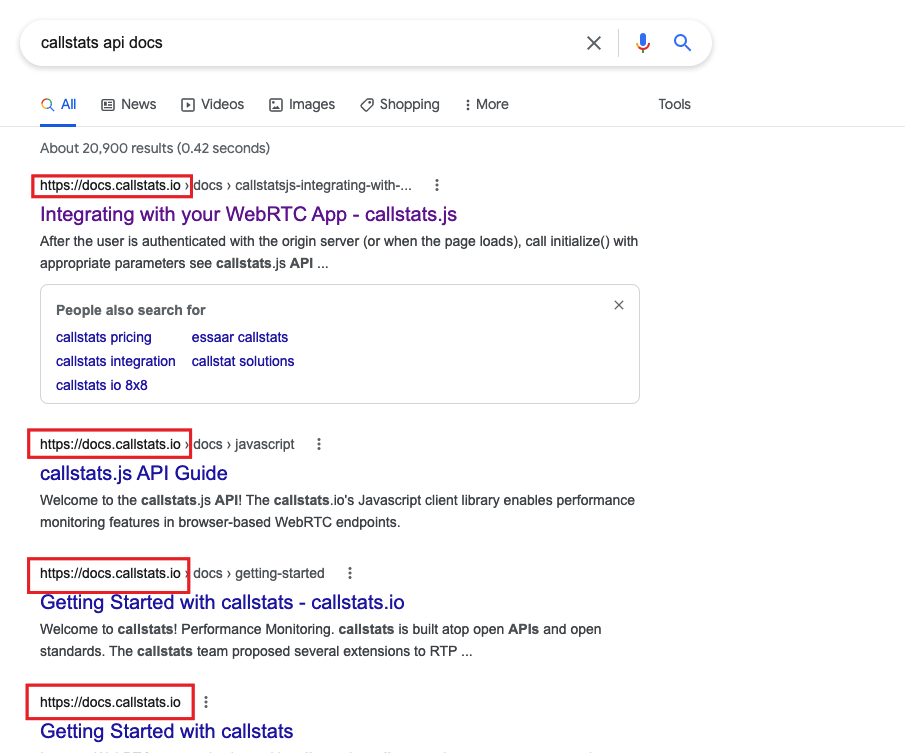 callstats api docs
All News Videos Images Shopping More Tools
About 20,900 results (0.42 seconds)
https://docs.callstats.io › docs › callstatsjs-integrating-with-...
Integrating with your WebRTC App - callstats.js
After the user is authenticated with the origin server (or when the page loads), call initialize() with
appropriate parameters see callstats.js API ...
People also search for
callstats pricing essaar callstats
callstats integration callstat solutions
callstats io 8x8
https://docs.callstats.io › docs › javascript
callstats.js API Guide
Welcome to the callstats.js API! The callstats.io's Javascript client library enables performance
monitoring features in browser-based WebRTC endpoints.
https://docs.callstats.io › docs › getting-started
Getting Started with callstats - callstats.io
Welcome to callstats! Performance Monitoring. callstats is built atop open APIs and open
standards. The callstats team proposed several extensions to RTP ...
https://docs.callstats.io
Getting Started with callstats